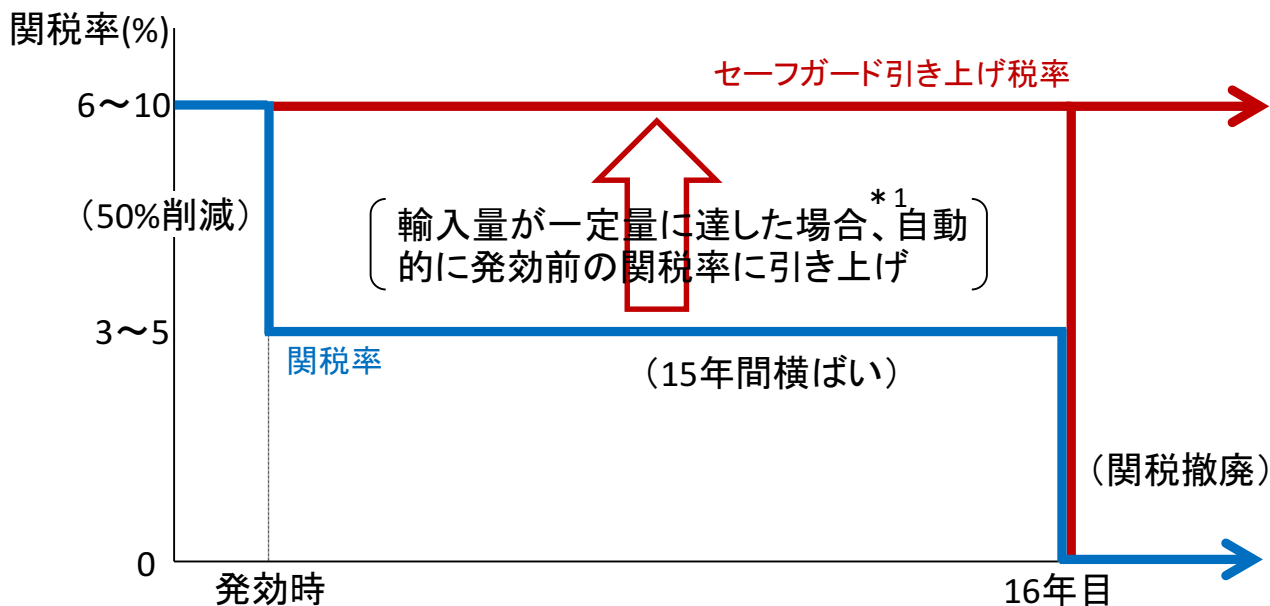 関税率(%)
セーフガード引き上げ税率
6～10
（50%削減）
輸入量が一定量に達した場合*1、自動
的に発効前の関税率に引き上げ
3～5
関税率
（15年間横ばい）
（関税撤廃）
0
発効時
16年目